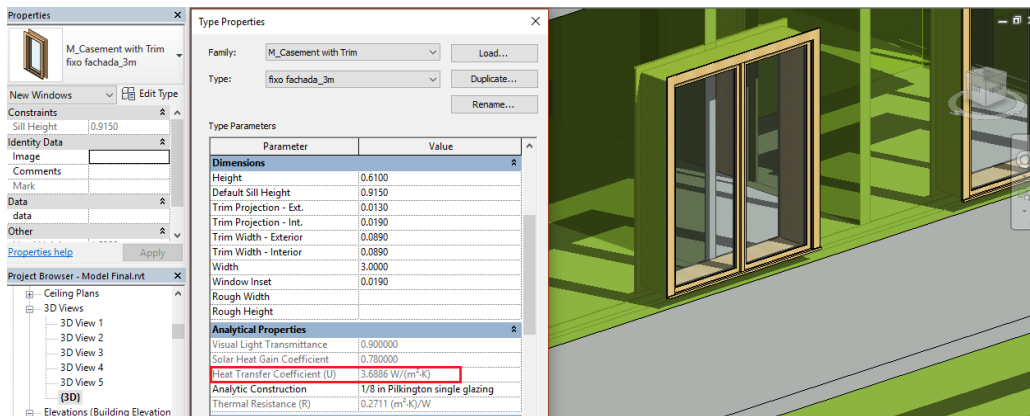 Properties
M_Casement with Trim
fixo fachada_3m
New Windows
Edit Type
Constraints
Sill Height 0.9150
Identity Data
Image
Comments
Mark
Data
data
Other
Properties help
Apply
Project Browser - Model Final.rvt
Ceiling Plans
3D Views
3D View 1
3D View 2
3D View 3
3D View 4
3D View 5
{3D}
Elevations (Building Elevation
Type Properties
Family: M_Casement with Trim Load...
Type: fixo fachada_3m Duplicate...
Rename...
Type Parameters
Parameter Value
Dimensions
Height 0.6100
Default Sill Height 0.9150
Trim Projection - Ext. 0.0130
Trim Projection - Int. 0.0190
Trim Width - Exterior 0.0890
Trim Width - Interior 0.0890
Width 3.0000
Window Inset 0.0190
Rough Width
Rough Height
Analytical Properties
Visual Light Transmittance 0.900000
Solar Heat Gain Coefficient 0.780000
Heat Transfer Coefficient (U) 3.6886 W/(m²·K)
Analytic Construction 1/8 in Pilkington single glazing
Thermal Resistance (R) 0.2711 (m²·K)/W